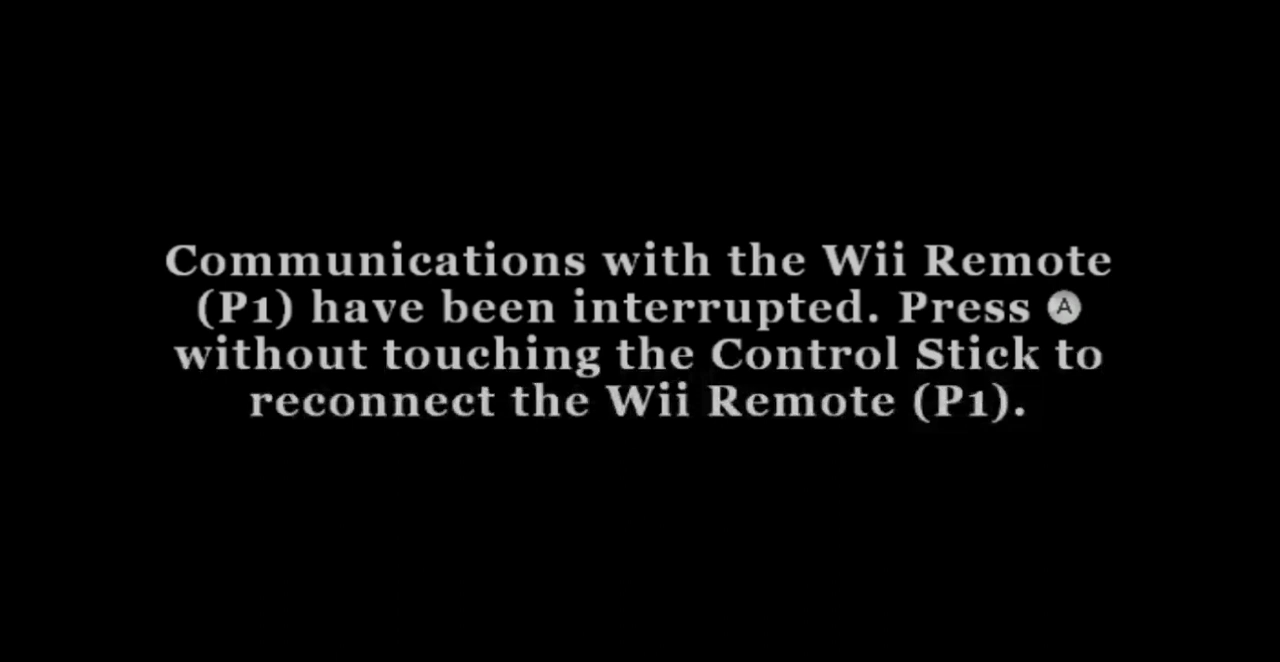 Communications with the Wii Remote
(P1) have been interrupted. Press Ⓐ
without touching the Control Stick to
reconnect the Wii Remote (P1).